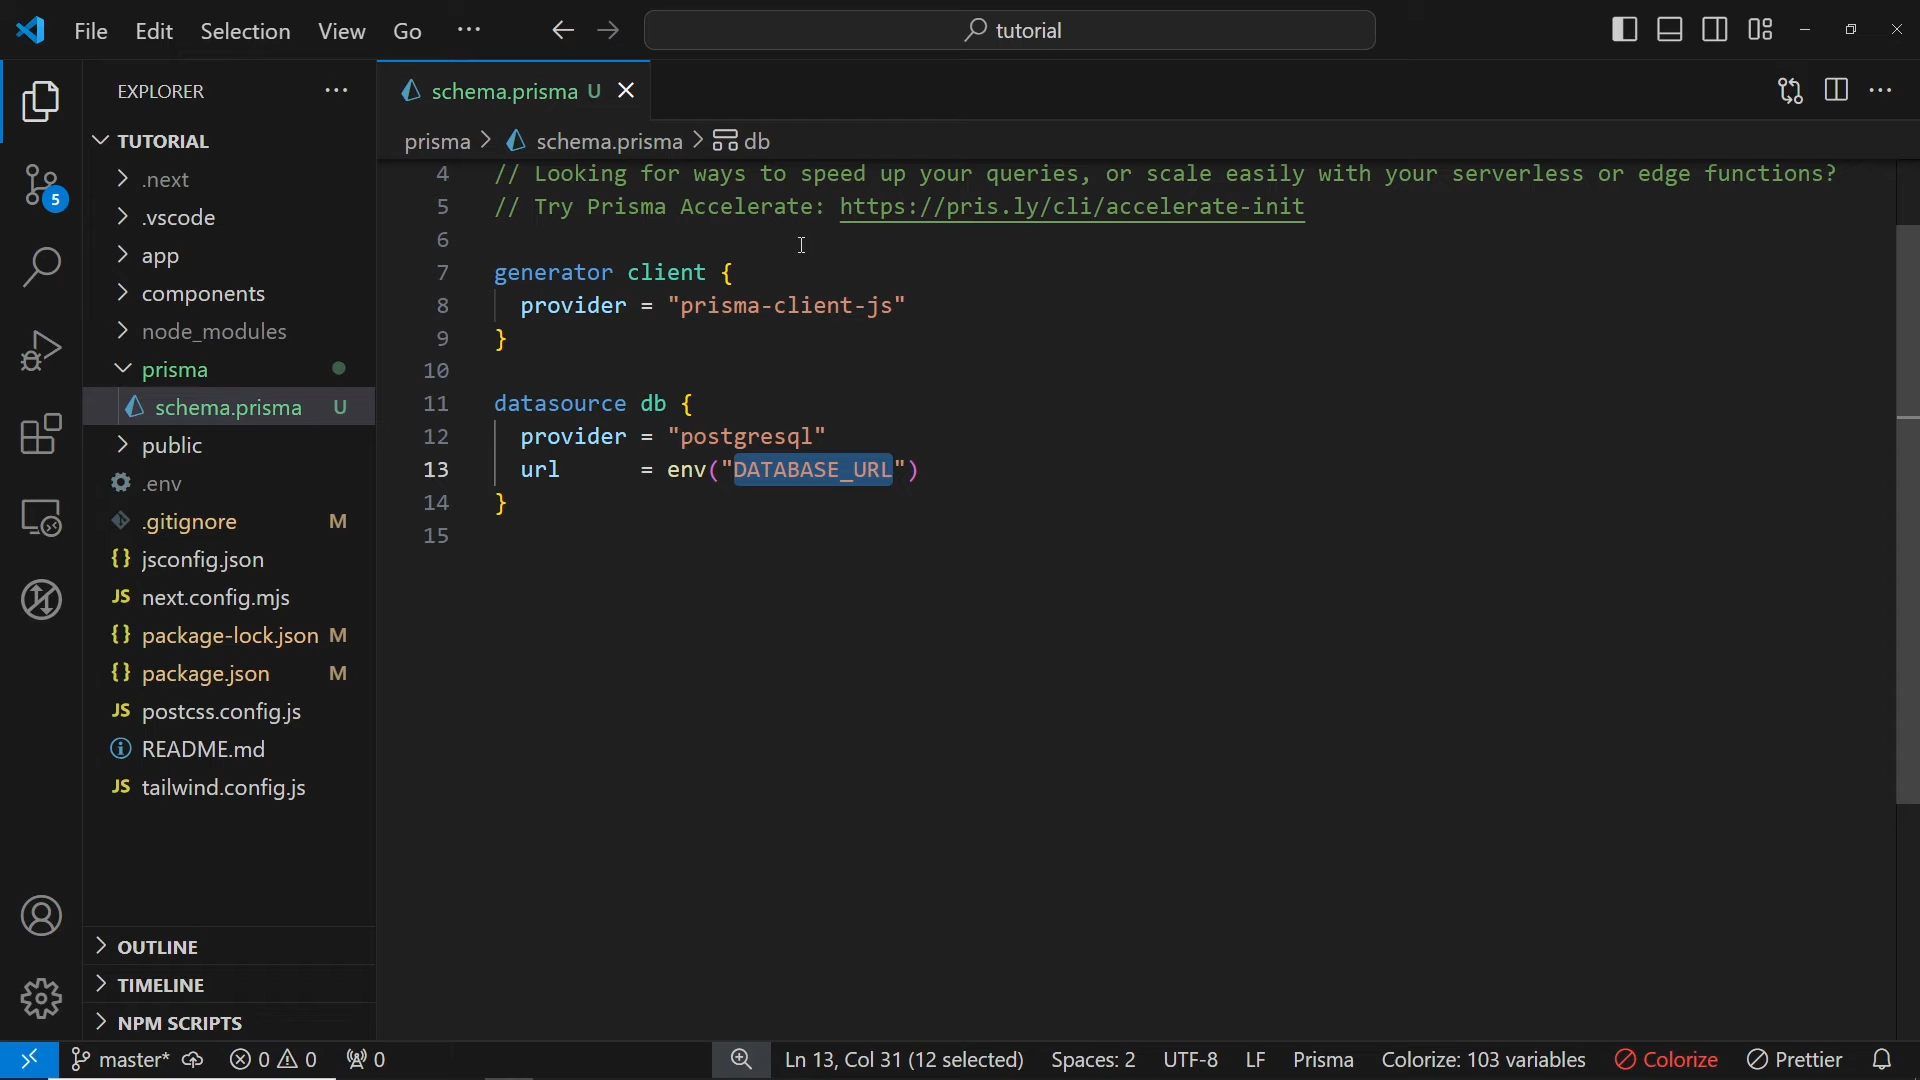 File Edit Selection View Go ··· tutorial
EXPLORER ···
TUTORIAL
.next
.vscode
app
components
node_modules
prisma
schema.prisma U
public
.env
.gitignore M
jsconfig.json
next.config.mjs
package-lock.json M
package.json M
postcss.config.js
README.md
tailwind.config.js
OUTLINE
TIMELINE
NPM SCRIPTS
5
schema.prisma U
prisma > schema.prisma > db
4 // Looking for ways to speed up your queries, or scale easily with your serverless or edge functions?
5 // Try Prisma Accelerate: https://pris.ly/cli/accelerate-init
6
7 generator client {
8 provider = "prisma-client-js"
9 }
10
11 datasource db {
12 provider = "postgresql"
13 url      = env("DATABASE_URL")
14 }
15
master* 0 0 0 Ln 13, Col 31 (12 selected) Spaces: 2 UTF-8 LF Prisma Colorize: 103 variables Colorize Prettier